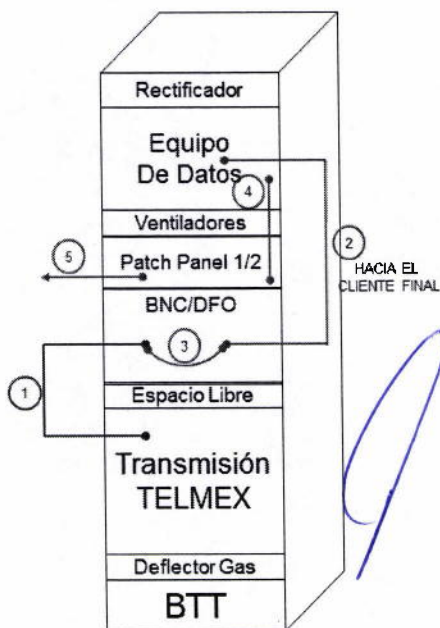 Rectificador
Equipo
De Datos
4
Ventiladores
2
HACIA EL
CLIENTE FINAL
5
Patch Panel 1/2
BNC/DFO
3
1
Espacio Libre
Transmisión
TELMEX
Deflector Gas
BTT